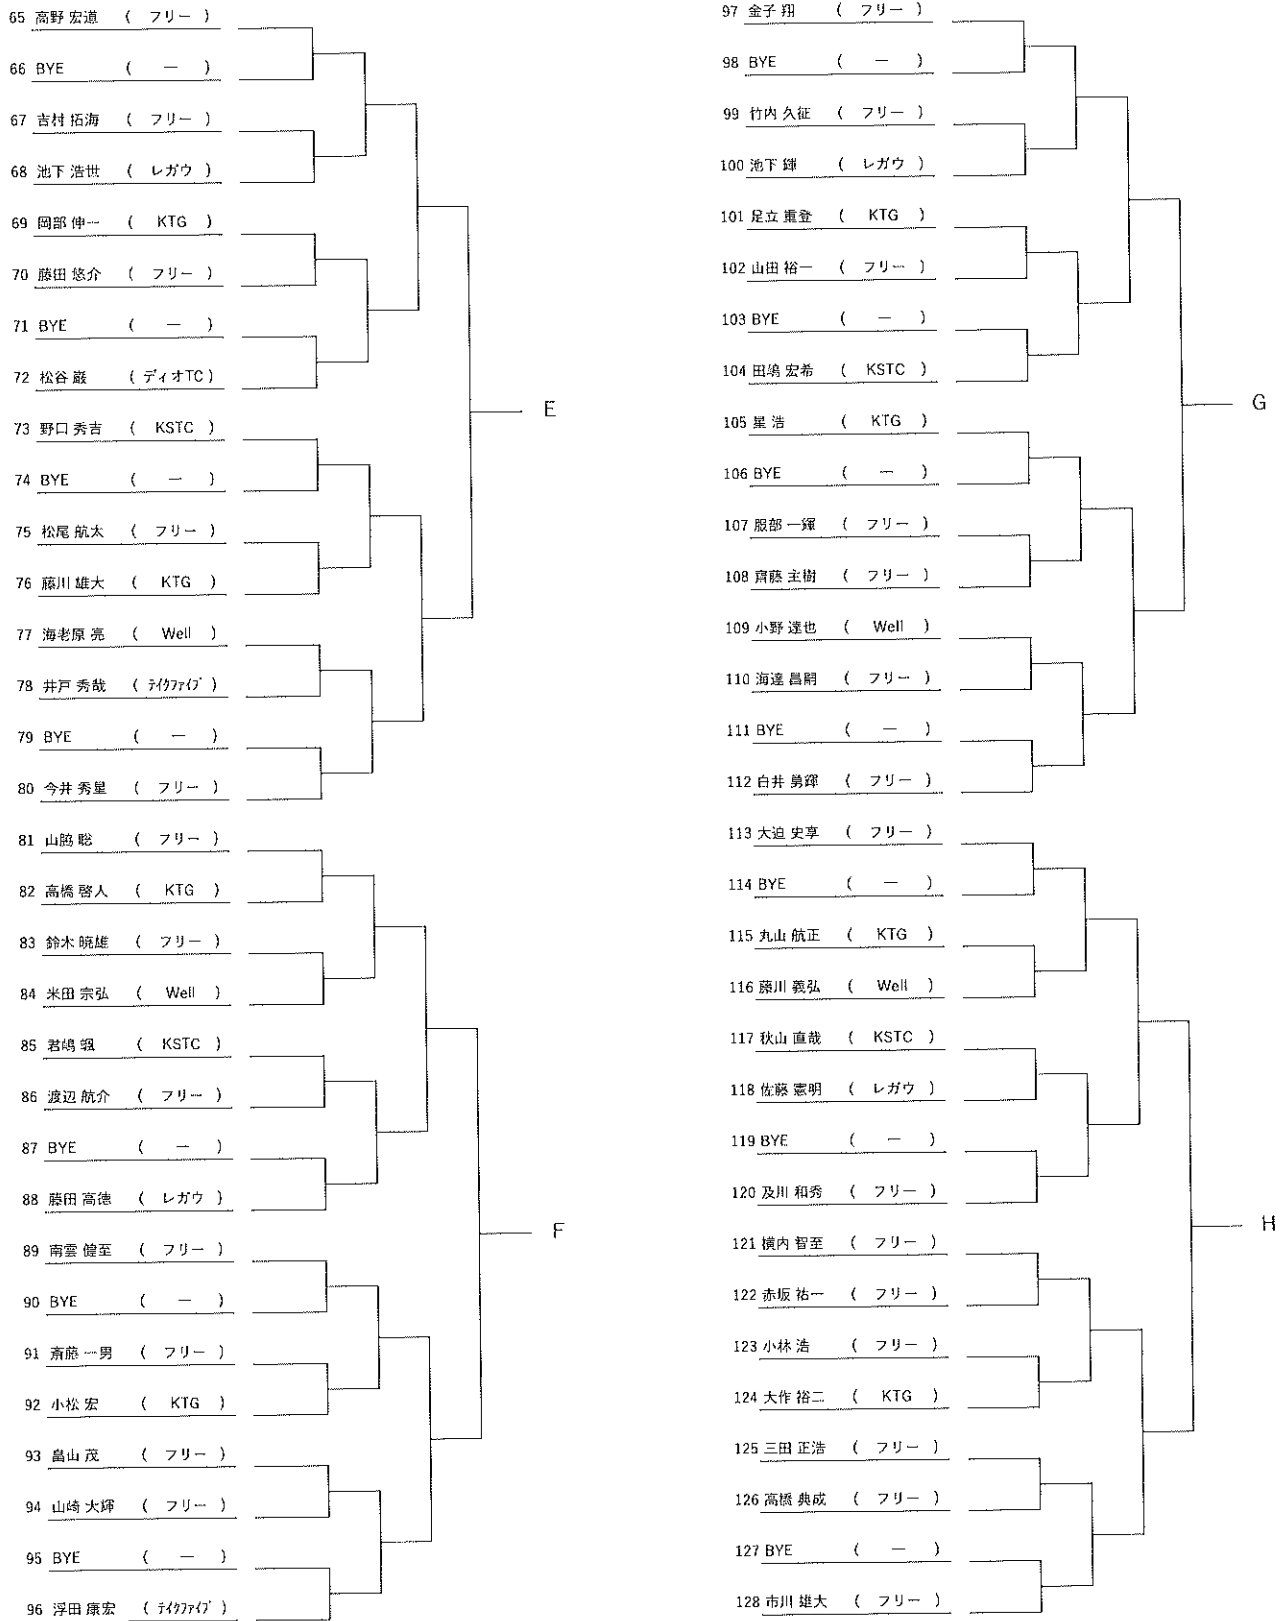 65 高野 宏道 ( フリー )
66 BYE ( ー )
67 吉村 拓海 ( フリー )
68 池下 浩世 ( レガウ )
69 岡部 伸一 ( KTG )
70 藤田 悠介 ( フリー )
71 BYE ( ー )
72 松谷 巌 ( ディオTC )
73 野口 秀吉 ( KSTC )
74 BYE ( ー )
75 松尾 航太 ( フリー )
76 藤川 雄大 ( KTG )
77 海老原 亮 ( Well )
78 井戸 秀哉 ( ﾃｲｸﾌｧｲﾌﾞ )
79 BYE ( ー )
80 今井 秀星 ( フリー )
E
81 山脇 聡 ( フリー )
82 高橋 啓人 ( KTG )
83 鈴木 暁雄 ( フリー )
84 米田 宗弘 ( Well )
85 君嶋 颯 ( KSTC )
86 渡辺 航介 ( フリー )
87 BYE ( ー )
88 藤田 高徳 ( レガウ )
89 南雲 健至 ( フリー )
90 BYE ( ー )
91 斎藤 一男 ( フリー )
92 小松 宏 ( KTG )
93 畠山 茂 ( フリー )
94 山崎 大輝 ( フリー )
95 BYE ( ー )
96 浮田 康宏 ( ﾃｲｸﾌｧｲﾌﾞ )
F
97 金子 翔 ( フリー )
98 BYE ( ー )
99 竹内 久征 ( フリー )
100 池下 輝 ( レガウ )
101 足立 重登 ( KTG )
102 山田 裕一 ( フリー )
103 BYE ( ー )
104 田嶋 宏希 ( KSTC )
105 星 浩 ( KTG )
106 BYE ( ー )
107 服部 一輝 ( フリー )
108 齊藤 主樹 ( フリー )
109 小野 達也 ( Well )
110 海達 昌嗣 ( フリー )
111 BYE ( ー )
112 白井 勇輝 ( フリー )
G
113 大迫 史享 ( フリー )
114 BYE ( ー )
115 丸山 航正 ( KTG )
116 藤川 義弘 ( Well )
117 秋山 直哉 ( KSTC )
118 佐藤 憲明 ( レガウ )
119 BYE ( ー )
120 及川 和秀 ( フリー )
121 横内 智至 ( フリー )
122 赤坂 祐一 ( フリー )
123 小林 浩 ( フリー )
124 大作 裕二 ( KTG )
125 三田 正浩 ( フリー )
126 高橋 典成 ( フリー )
127 BYE ( ー )
128 市川 雄大 ( フリー )
H